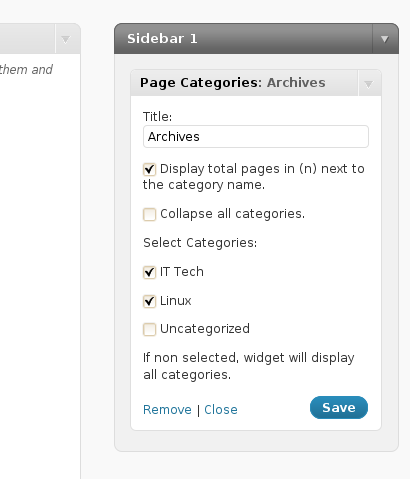 them and
Sidebar 1
Page Categories: Archives
Title:
Archives
Display total pages in (n) next to
the category name.
Collapse all categories.
Select Categories:
IT Tech
Linux
Uncategorized
If non selected, widget will display
all categories.
Remove | Close
Save